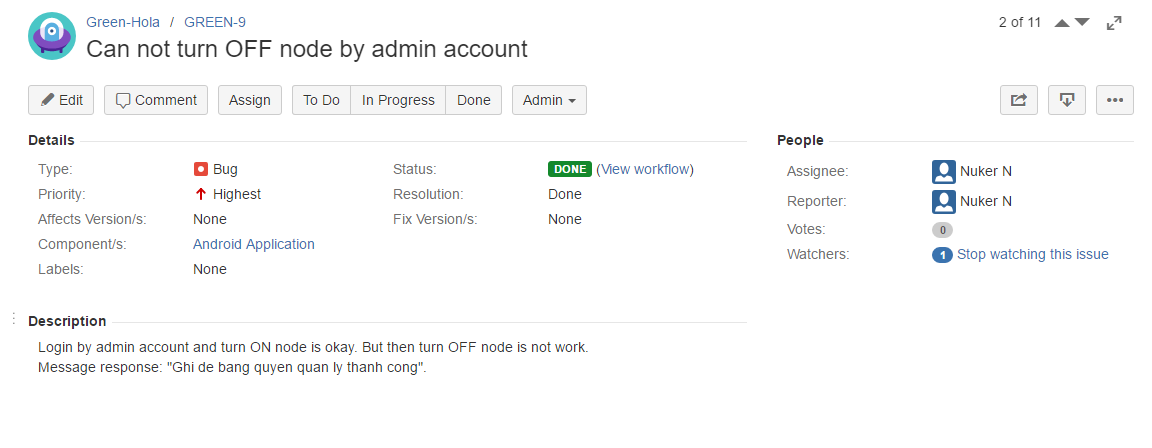 Green-Hola / GREEN-9
2 of 11
Can not turn OFF node by admin account
Edit Comment Assign To Do In Progress Done Admin
Details
Type: Bug
Status: DONE (View workflow)
Priority: Highest
Resolution: Done
Affects Version/s: None
Fix Version/s: None
Component/s: Android Application
Labels: None
People
Assignee: Nuker N
Reporter: Nuker N
Votes: 0
Watchers: 1 Stop watching this issue
Description
Login by admin account and turn ON node is okay. But then turn OFF node is not work.
Message response: "Ghi de bang quyen quan ly thanh cong".